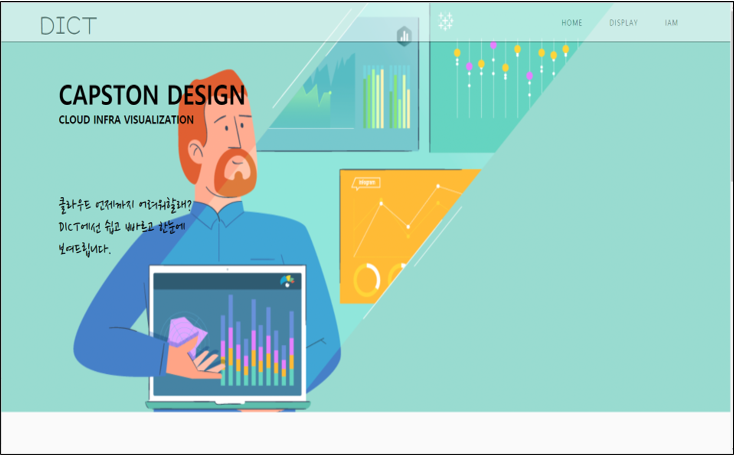 DICT
HOME DISPLAY IAM
CAPSTON DESIGN
CLOUD INFRA VISUALIZATION
클라우드 언제까지 어려워할래?
DICT에선 쉽고 빠르고 한눈에
보여드립니다.